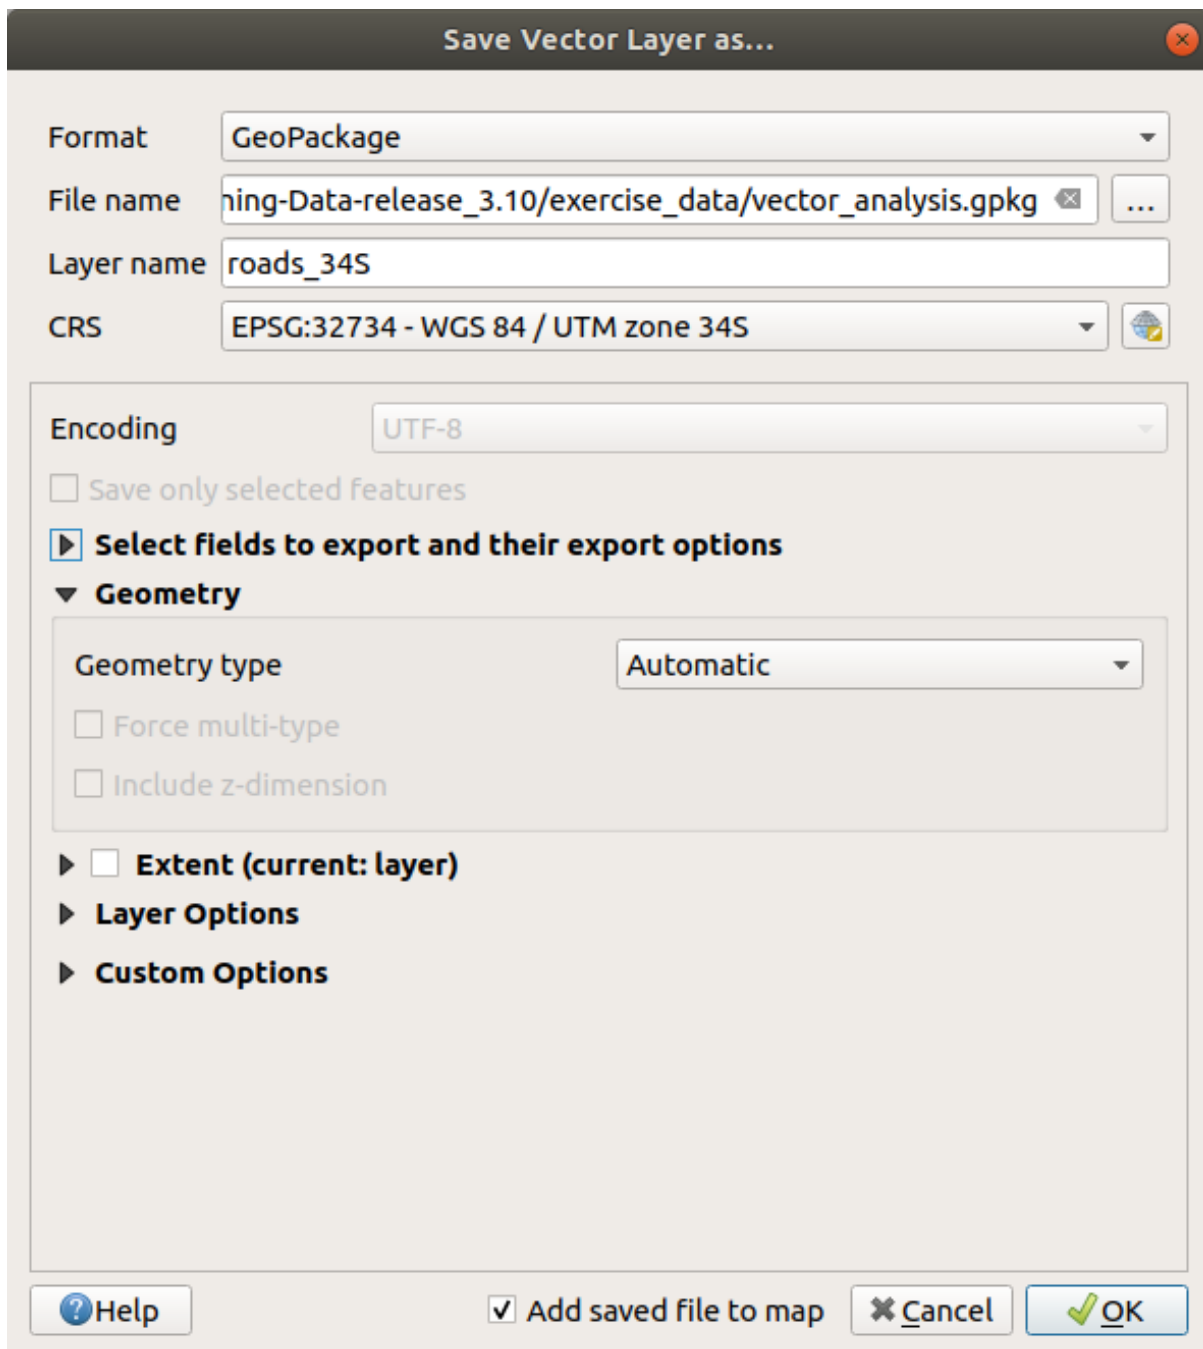 Save Vector Layer as...
Format GeoPackage
File name ning-Data-release_3.10/exercise_data/vector_analysis.gpkg ...
Layer name roads_34S
CRS EPSG:32734 - WGS 84 / UTM zone 34S
Encoding UTF-8
Save only selected features
Select fields to export and their export options
Geometry
Geometry type Automatic
Force multi-type
Include z-dimension
Extent (current: layer)
Layer Options
Custom Options
Help Add saved file to map Cancel OK